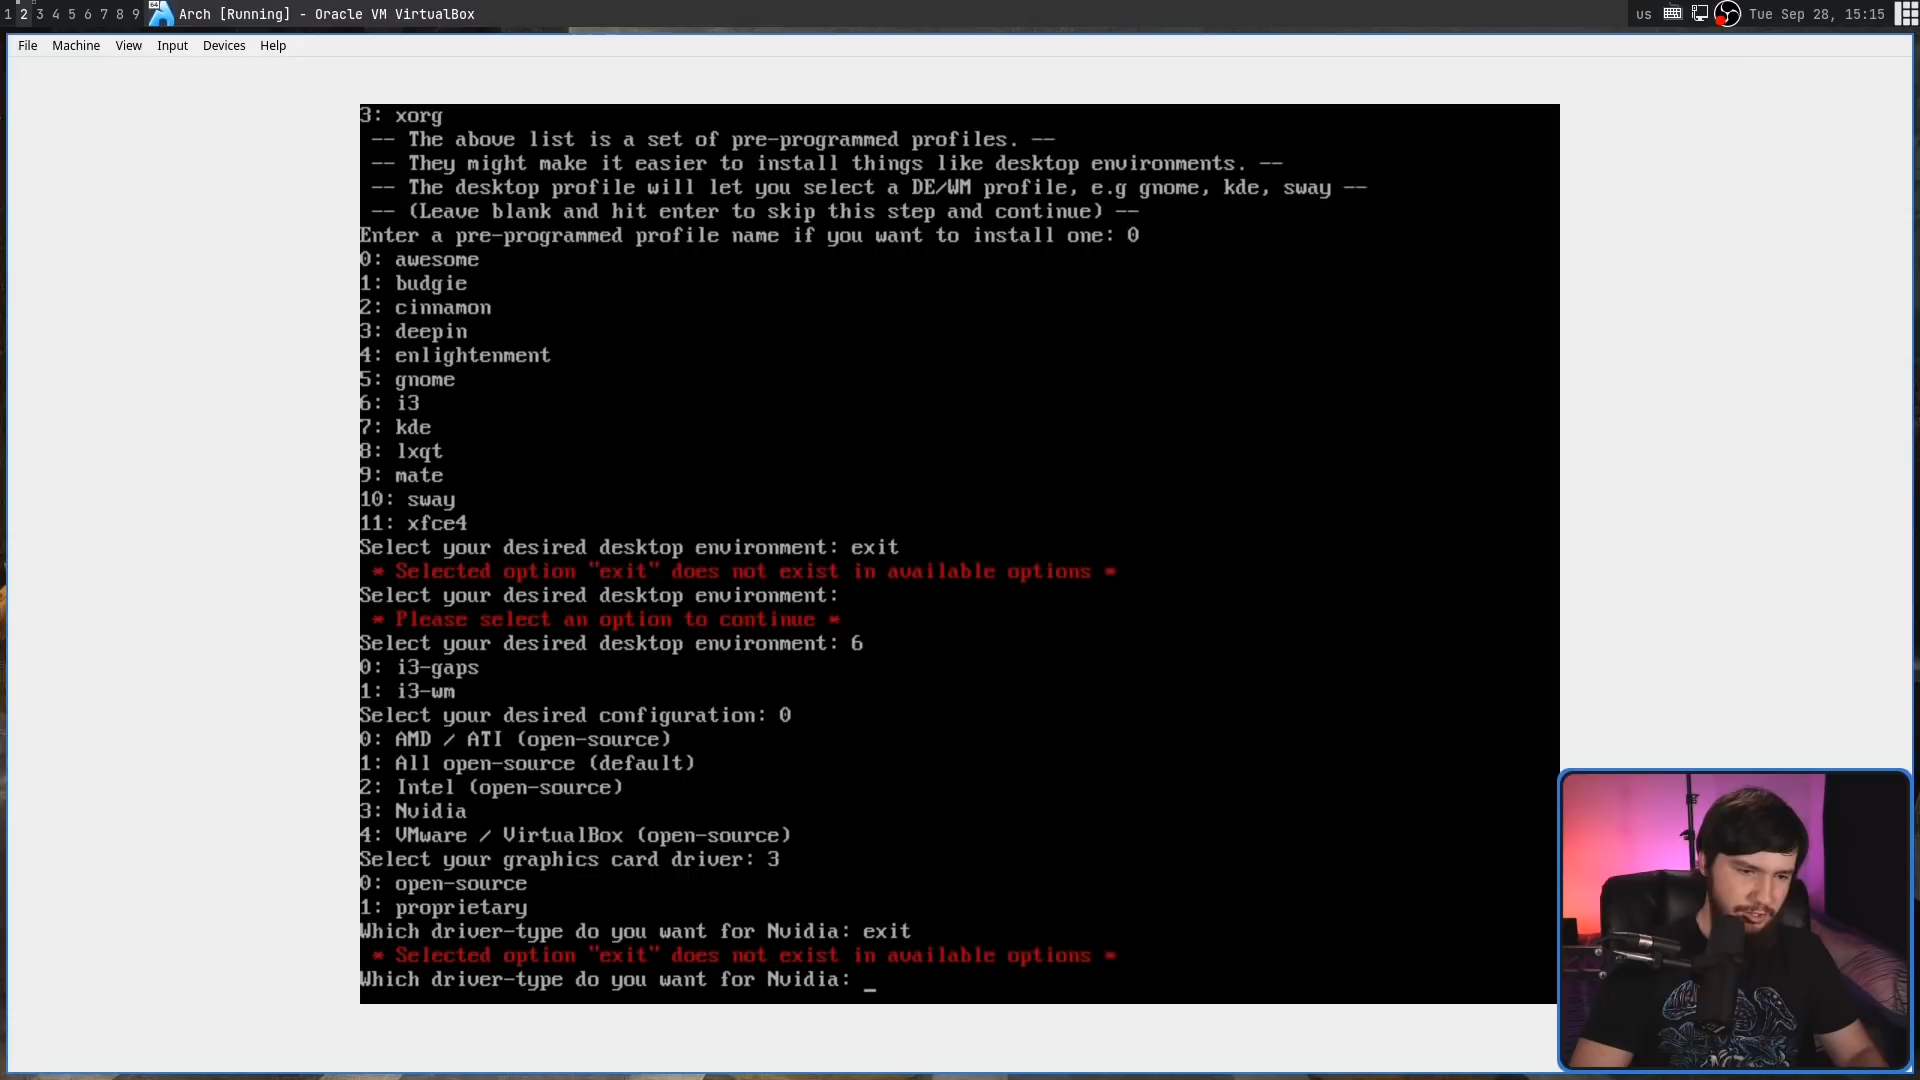 1 2 3 4 5 6 7 8 9 Arch [Running] - Oracle VM VirtualBox us Tue Sep 28, 15:15
File Machine View Input Devices Help
3: xorg
-- The above list is a set of pre-programmed profiles. --
-- They might make it easier to install things like desktop environments. --
-- The desktop profile will let you select a DE/WM profile, e.g gnome, kde, sway --
-- (Leave blank and hit enter to skip this step and continue) --
Enter a pre-programmed profile name if you want to install one: 0
0: awesome
1: budgie
2: cinnamon
3: deepin
4: enlightenment
5: gnome
6: i3
7: kde
8: lxqt
9: mate
10: sway
11: xfce4
Select your desired desktop environment: exit
* Selected option "exit" does not exist in available options *
Select your desired desktop environment:
* Please select an option to continue *
Select your desired desktop environment: 6
0: i3-gaps
1: i3-wm
Select your desired configuration: 0
0: AMD / ATI (open-source)
1: All open-source (default)
2: Intel (open-source)
3: Nvidia
4: VMware / VirtualBox (open-source)
Select your graphics card driver: 3
0: open-source
1: proprietary
Which driver-type do you want for Nvidia: exit
* Selected option "exit" does not exist in available options *
Which driver-type do you want for Nvidia: _